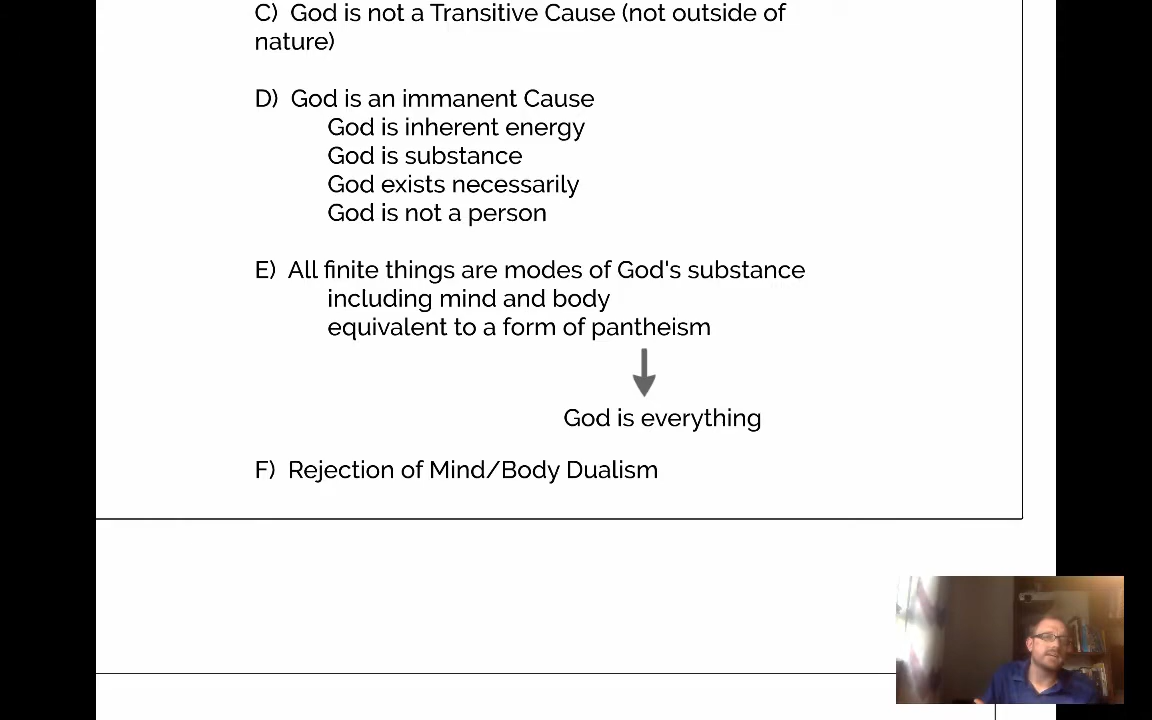 C) God is not a Transitive Cause (not outside of
nature)
D) God is an immanent Cause
God is inherent energy
God is substance
God exists necessarily
God is not a person
E) All finite things are modes of God's substance
including mind and body
equivalent to a form of pantheism
God is everything
F) Rejection of Mind/Body Dualism